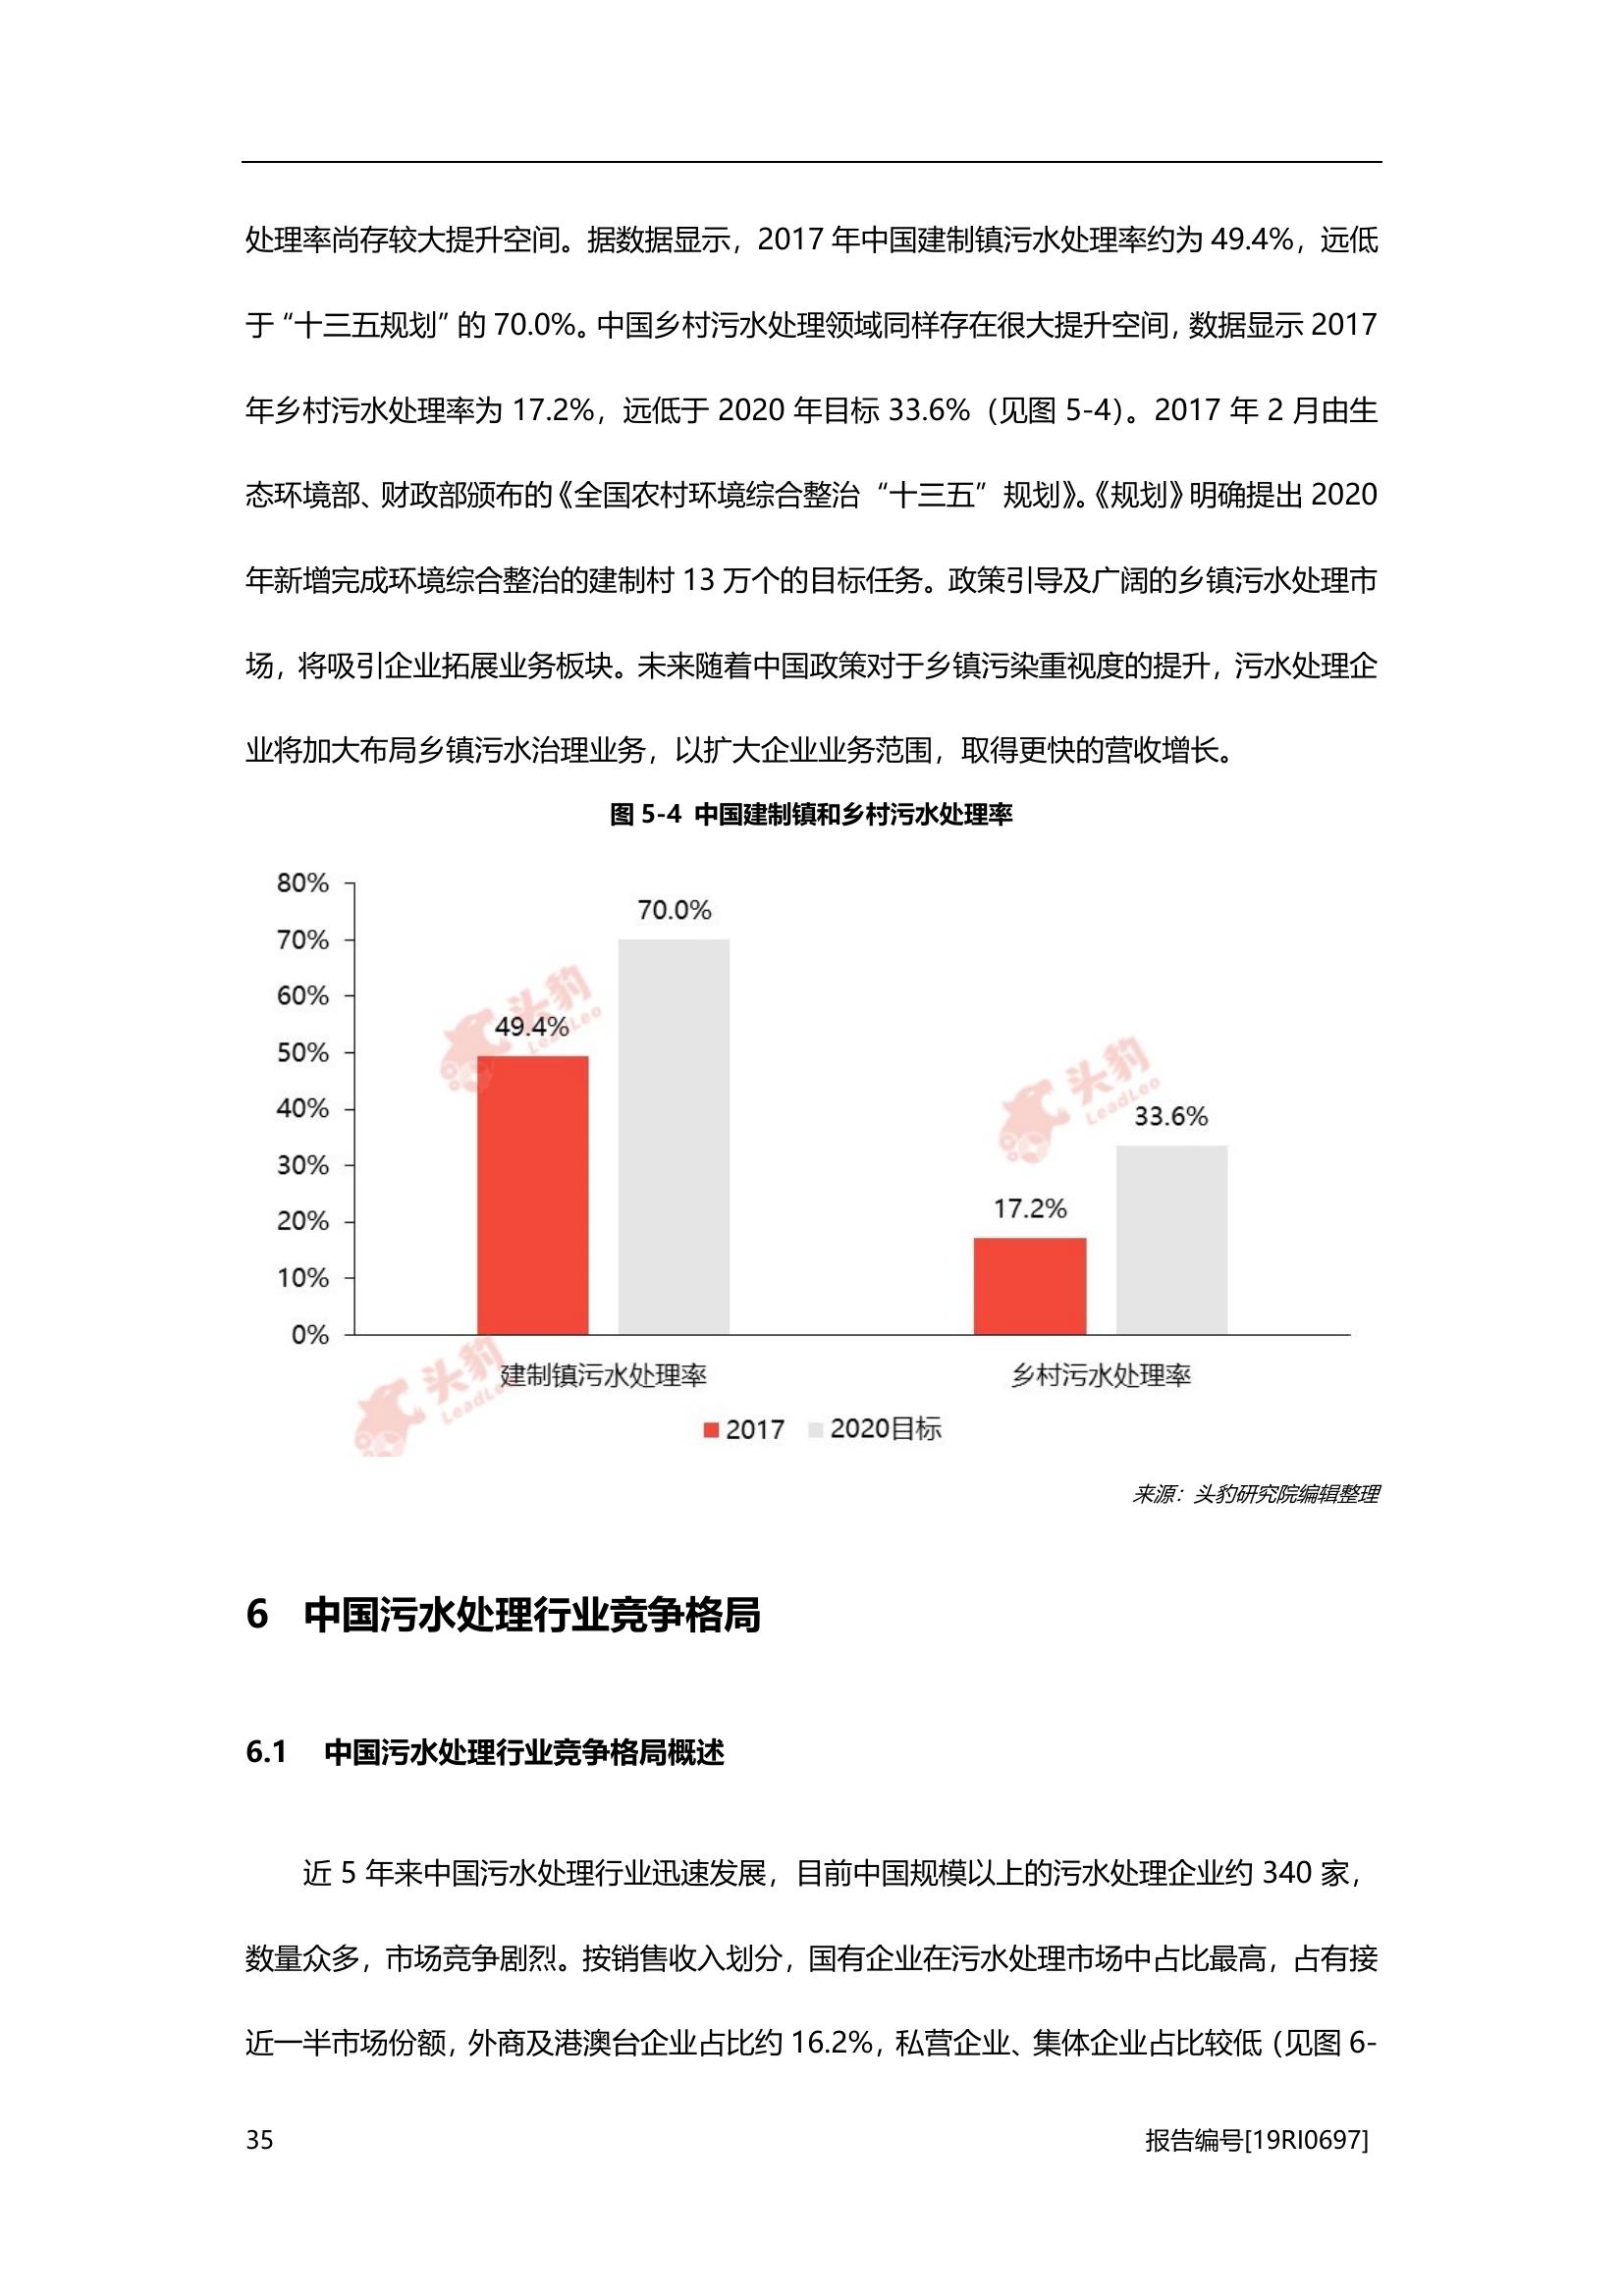 处理率尚存较大提升空间。据数据显示，2017 年中国建制镇污水处理率约为 49.4%，远低
于“十三五规划”的 70.0%。中国乡村污水处理领域同样存在很大提升空间，数据显示 2017
年乡村污水处理率为 17.2%，远低于 2020 年目标 33.6%（见图 5-4）。2017 年 2 月由生
态环境部、财政部颁布的《全国农村环境综合整治“十三五”规划》。《规划》明确提出 2020
年新增完成环境综合整治的建制村 13 万个的目标任务。政策引导及广阔的乡镇污水处理市
场，将吸引企业拓展业务板块。未来随着中国政策对于乡镇污染重视度的提升，污水处理企
业将加大布局乡镇污水治理业务，以扩大企业业务范围，取得更快的营收增长。
图 5-4 中国建制镇和乡村污水处理率
80%
70%
60%
50%
40%
30%
20%
10%
0%
49.4%
70.0%
17.2%
33.6%
头豹
LeadLeo
头豹
LeadLeo
头豹
LeadLeo
建制镇污水处理率
乡村污水处理率
2017 2020目标
来源：头豹研究院编辑整理
6 中国污水处理行业竞争格局
6.1 中国污水处理行业竞争格局概述
近 5 年来中国污水处理行业迅速发展，目前中国规模以上的污水处理企业约 340 家，
数量众多，市场竞争剧烈。按销售收入划分，国有企业在污水处理市场中占比最高，占有接
近一半市场份额，外商及港澳台企业占比约 16.2%，私营企业、集体企业占比较低（见图 6-
35 报告编号[19RI0697]